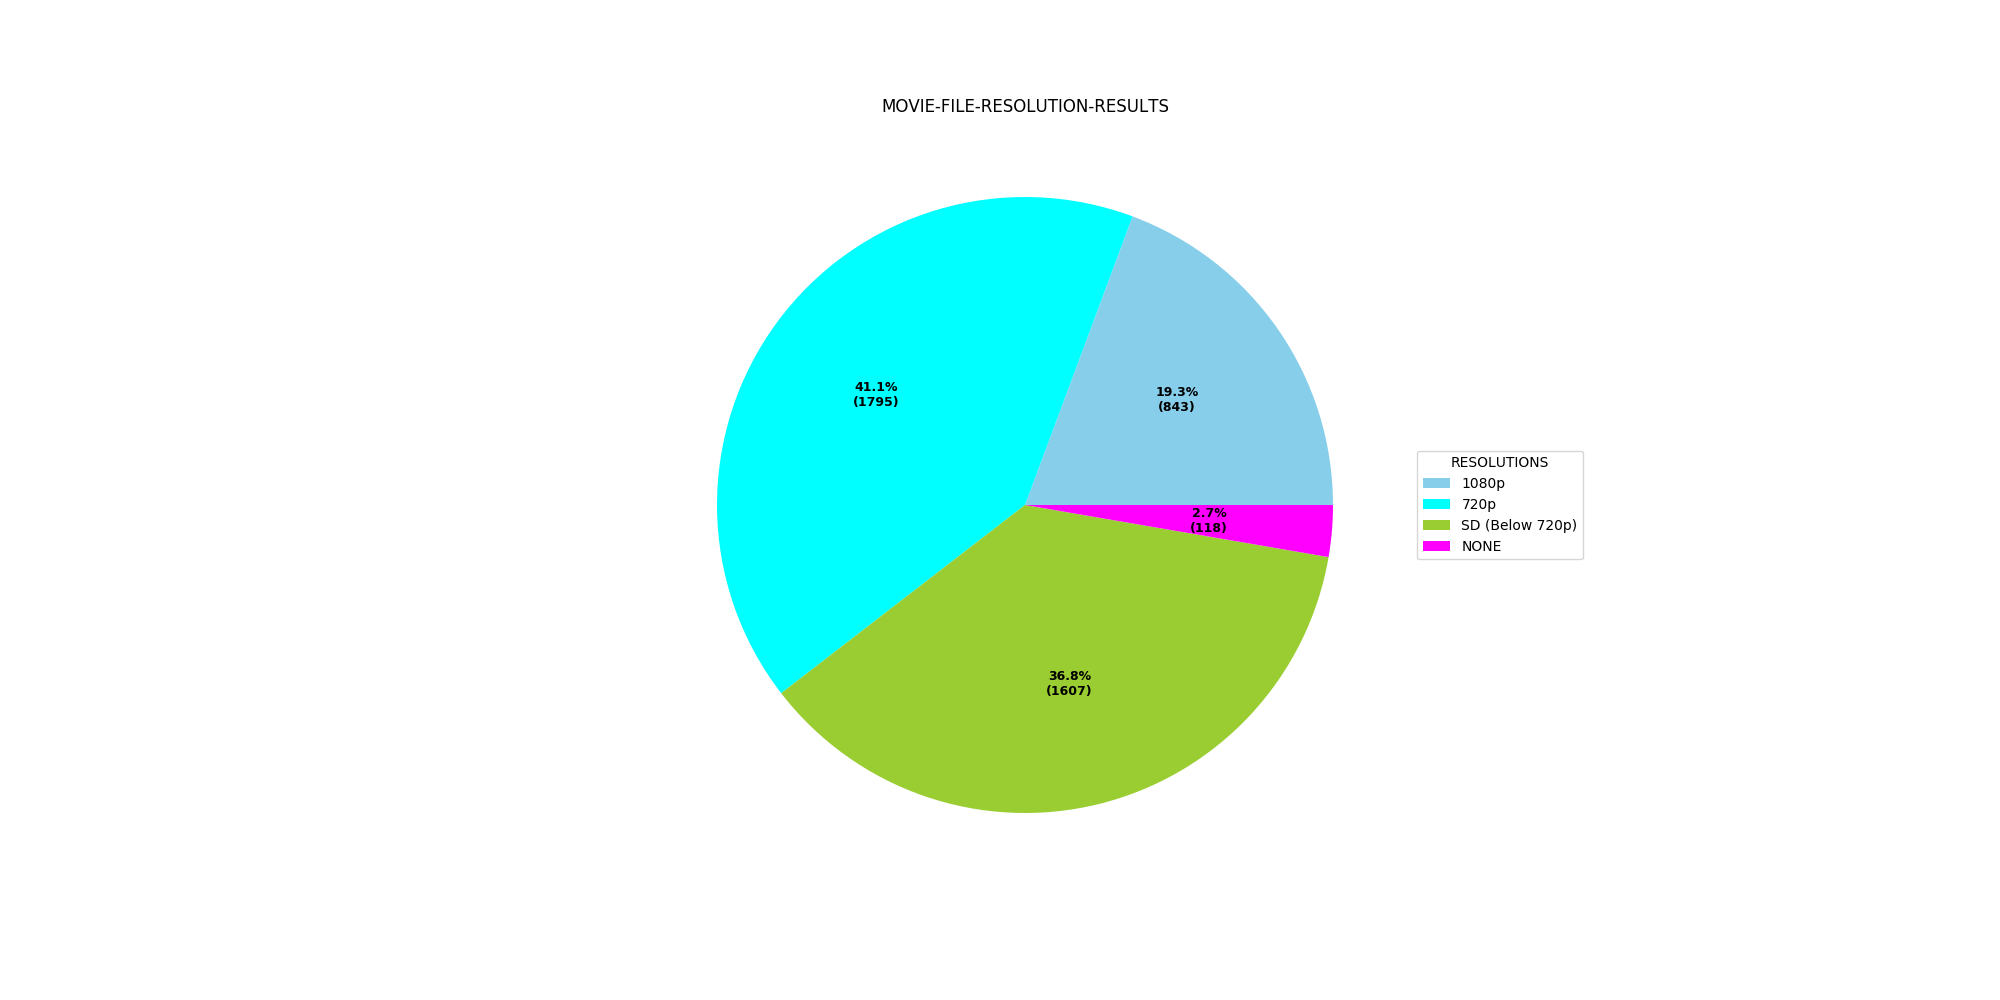 MOVIE-FILE-RESOLUTION-RESULTS
41.1%
(1795)
19.3%
(843)
2.7%
(118)
36.8%
(1607)
RESOLUTIONS
1080p
720p
SD (Below 720p)
NONE